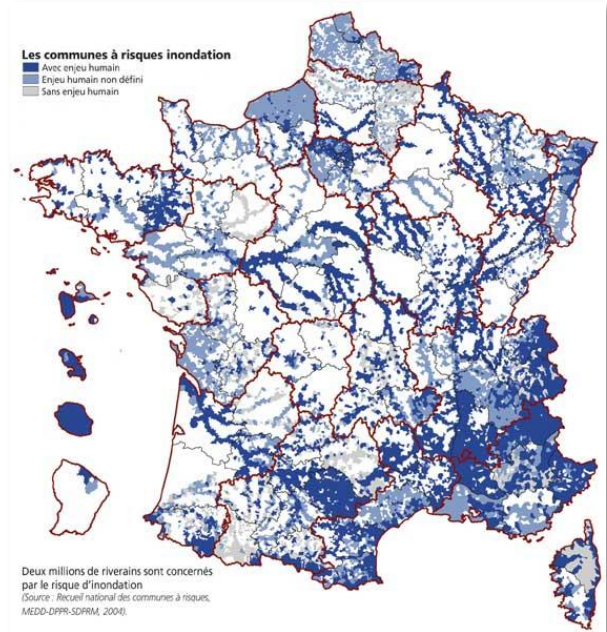 Les communes à risques inondation
Avec enjeu humain
Enjeu humain non défini
Sans enjeu humain
Deux millions de riverains sont concernés
par le risque d'inondation
(Source : Recueil national des communes à risques,
MEDD-DPPR-SDPRM, 2004).